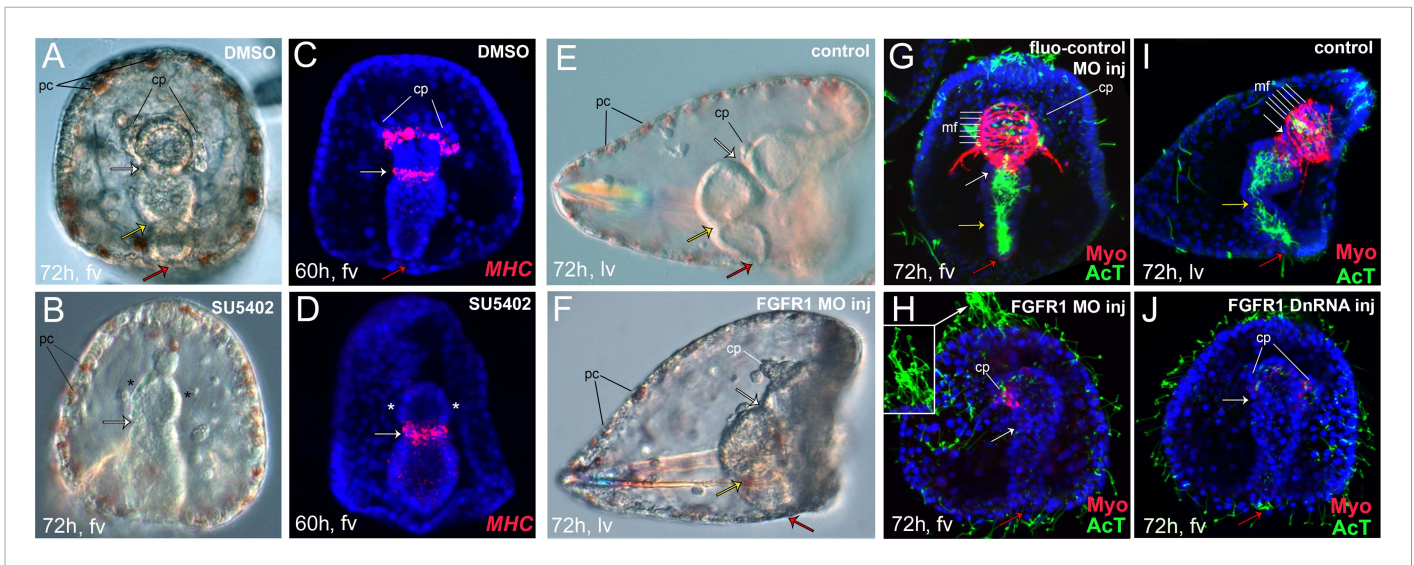 A
DMSO
pc
cp
72h, fv
B
SU5402
pc
*
*
72h, fv
C
DMSO
cp
60h, fv
MHC
D
SU5402
*
*
60h, fv
MHC
E
control
pc
cp
72h, lv
F
FGFR1 MO inj
pc
cp
72h, lv
G
fluo-control
MO inj
cp
mf
72h, fv
Myo
AcT
H
FGFR1 MO inj
cp
72h, fv
Myo
AcT
I
control
mf
72h, lv
Myo
AcT
J
FGFR1 DnRNA inj
cp
72h, fv
Myo
AcT